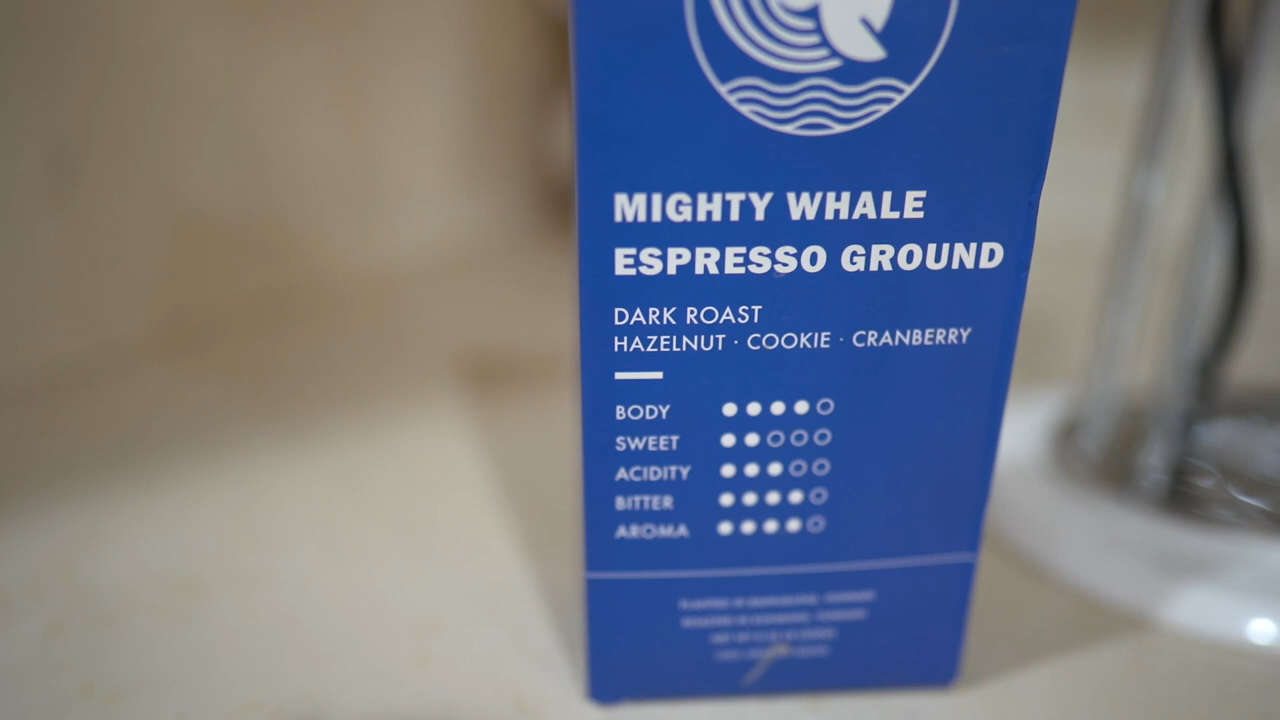 MIGHTY WHALE
ESPRESSO GROUND
DARK ROAST
HAZELNUT · COOKIE · CRANBERRY
BODY
SWEET
ACIDITY
BITTER
AROMA